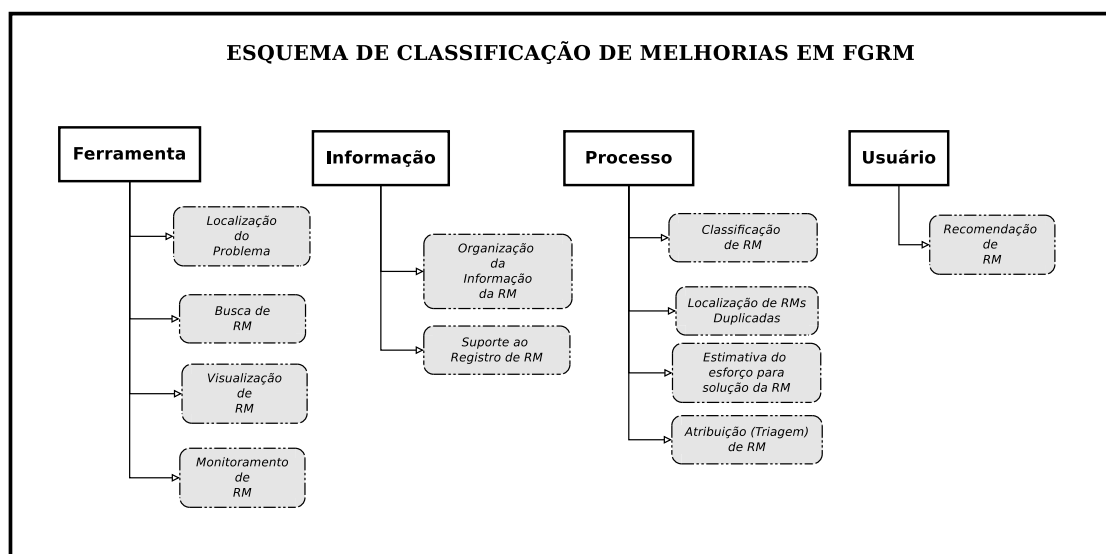 ESQUEMA DE CLASSIFICAÇÃO DE MELHORIAS EM FGRM
Ferramenta
Localização
do
Problema
Busca de
RM
Visualização
de
RM
Monitoramento
de
RM
Informação
Organização
da
Informação
da RM
Suporte ao
Registro de RM
Processo
Classificação
de RM
Localização de RMs
Duplicadas
Estimativa do
esforço para
solução da RM
Atribuição (Triagem)
de RM
Usuário
Recomendação
de
RM